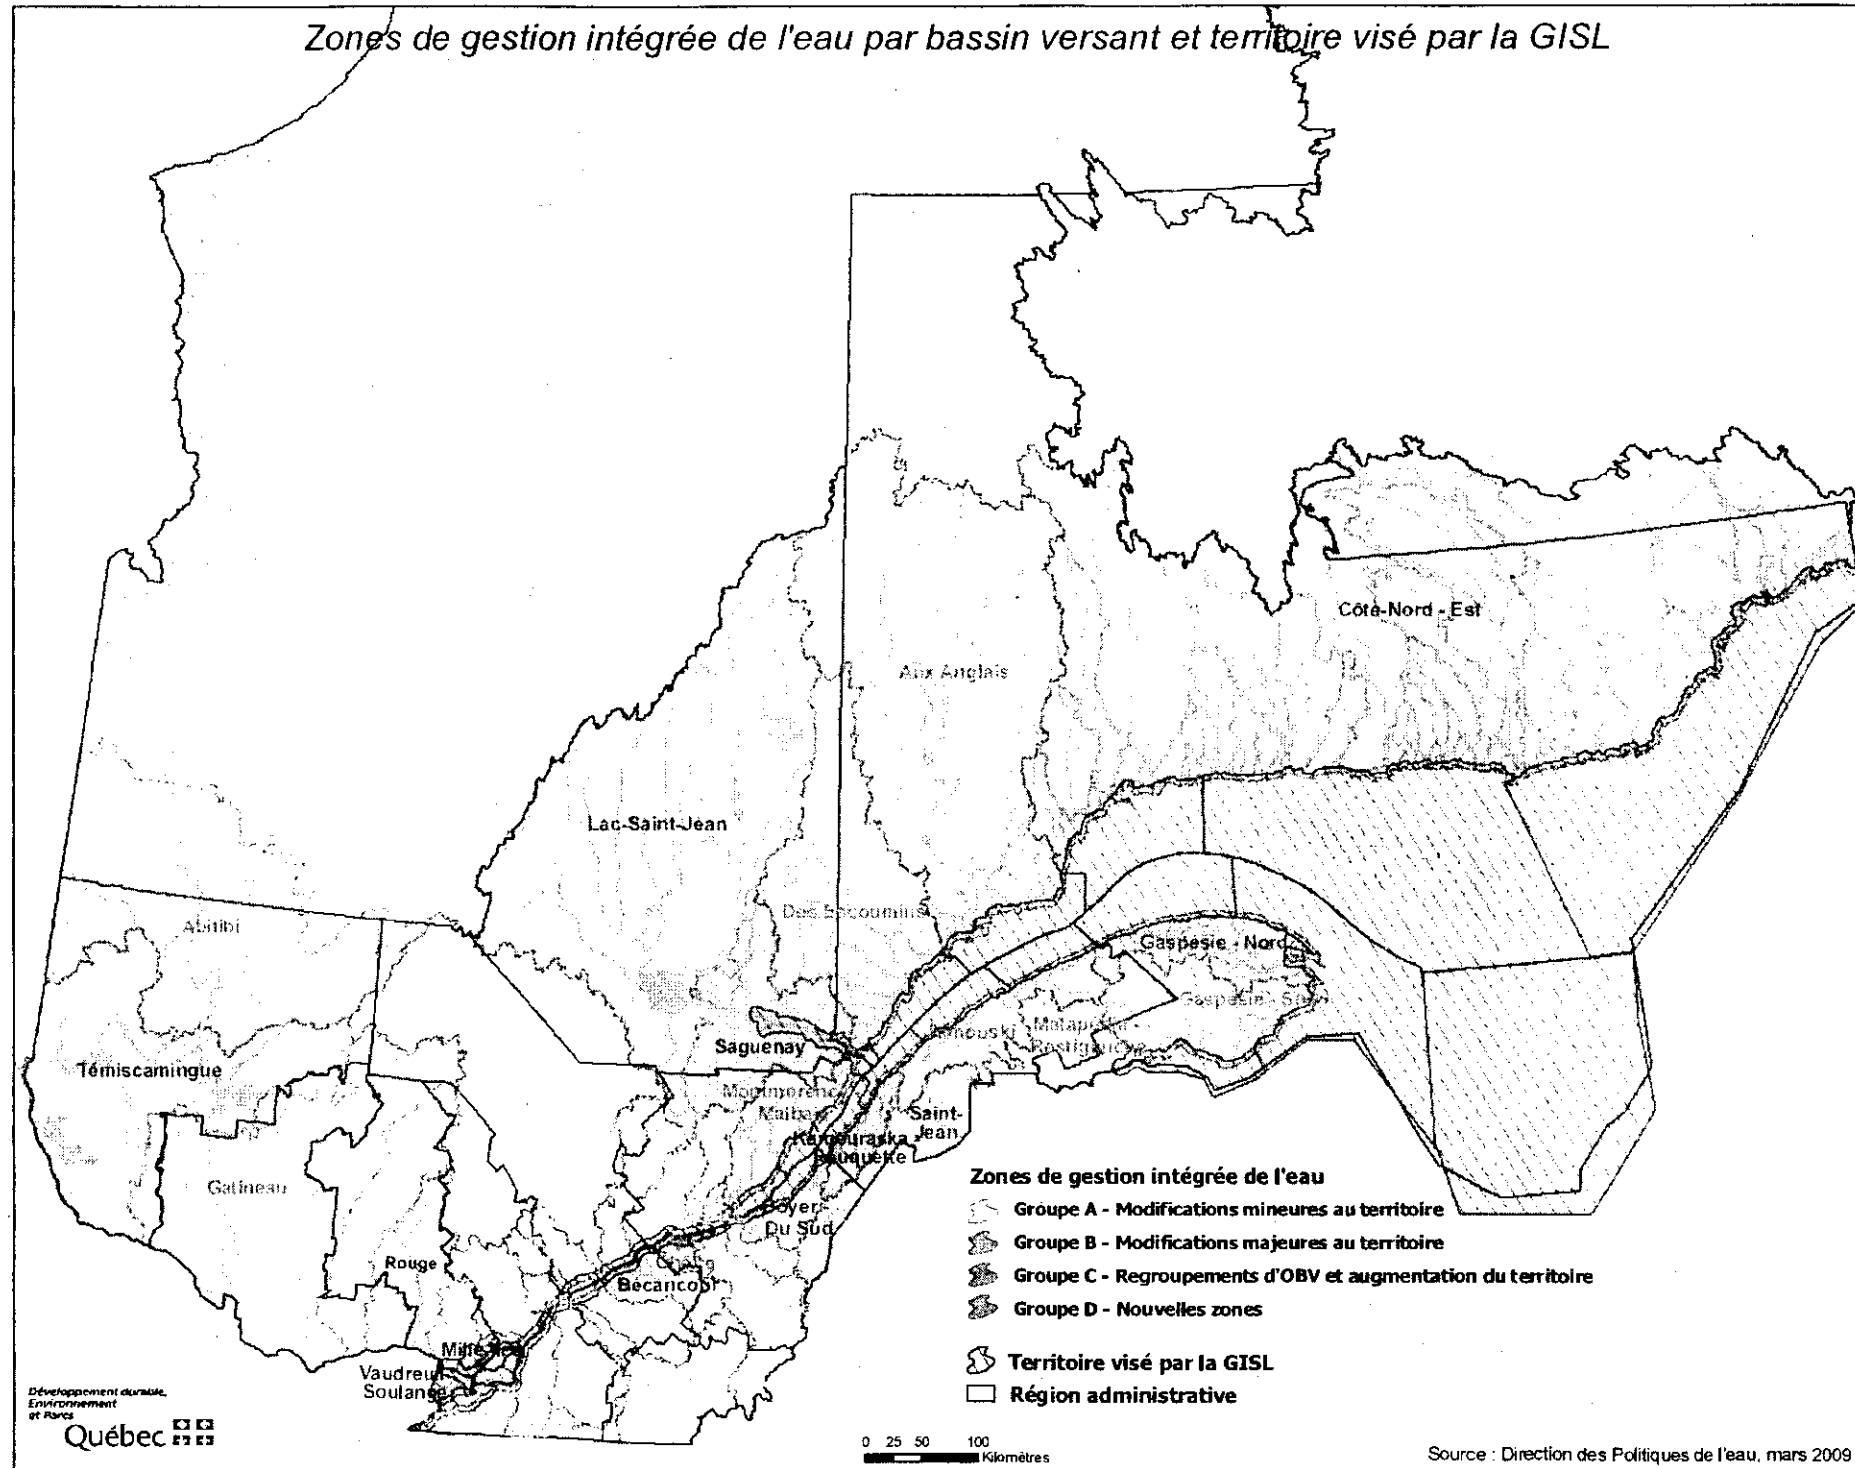 Zones de gestion intégrée de l'eau par bassin versant et territoire visé par la GISL
Côte-Nord - Est
Aux Anglais
Lac-Saint-Jean
Des Escoumins
Abitibi
Gaspésie - Nord
Gaspésie - Sud
Rimouski
Matapédia -
Restigouche
Saguenay
Témiscamingue
Montmorency
Malbaie
Saint-
Jean
Kamouraska
Gatineau
Boyer
Du Sud
Rouge
Bécancour
Vaudreuil
Soulanges
Zones de gestion intégrée de l'eau
Groupe A - Modifications mineures au territoire
Groupe B - Modifications majeures au territoire
Groupe C - Regroupements d'OBV et augmentation du territoire
Groupe D - Nouvelles zones
Territoire visé par la GISL
Région administrative
Développement durable,
Environnement
et Parcs
Québec
0 25 50 100
Kilomètres
Source : Direction des Politiques de l'eau, mars 2009